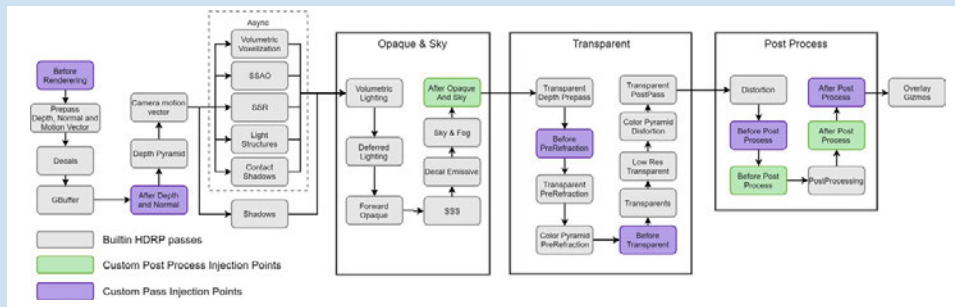 Async
Opaque & Sky
Transparent
Post Process
Before
Renderering
Prepass
Depth, Normal and
Motion Vector
Decals
GBuffer
After Depth
and Normal
Depth Pyramid
Camera motion
vector
Volumetric
Voxelization
SSAO
SSR
Light
Structures
Contact
Shadows
Shadows
Volumetric
Lighting
Deferred
Lighting
Forward
Opaque
SSS
Decal Emissive
Sky & Fog
After Opaque
And Sky
Transparent
Depth Prepass
Before
PreRefraction
Transparent
PreRefraction
Color Pyramid
PreRefraction
Before
Transparent
Transparents
Low Res
Transparent
Color Pyramid
Distortion
Transparent
PostPass
Distortion
Before Post
Process
Before Post
Process
PostProcessing
After Post
Process
After Post
Process
Overlay
Gizmos
Builtin HDRP passes
Custom Post Process Injection Points
Custom Pass Injection Points